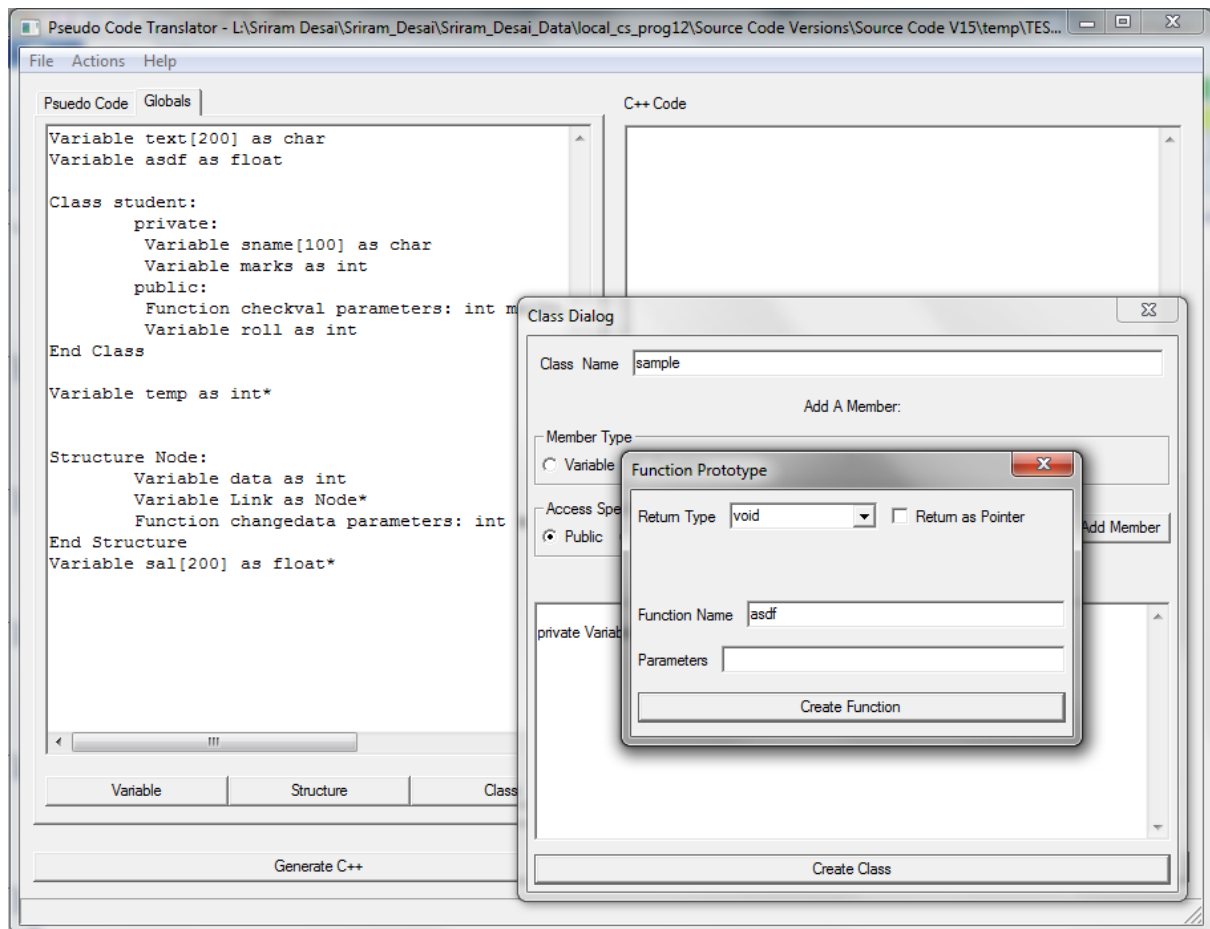 Pseudo Code Translator - L:\Sriram Desai\Sriram_Desai\Sriram_Desai_Data\local_cs_prog12\Source Code Versions\Source Code V15\temp\TES...
File Actions Help
Psuedo Code Globals
Variable text[200] as char
Variable asdf as float
Class student:
private:
Variable sname[100] as char
Variable marks as int
public:
Function checkval parameters: int m
Variable roll as int
End Class
Variable temp as int*
Structure Node:
Variable data as int
Variable Link as Node*
Function changedata parameters: int
End Structure
Variable sal[200] as float*
Variable Structure Class
Generate C++
C++ Code
Class Dialog
Class Name sample
Add A Member:
Member Type
Variable
Access Spe
Public
Add Member
private Variab
Create Class
Function Prototype
Return Type void Return as Pointer
Function Name asdf
Parameters
Create Function